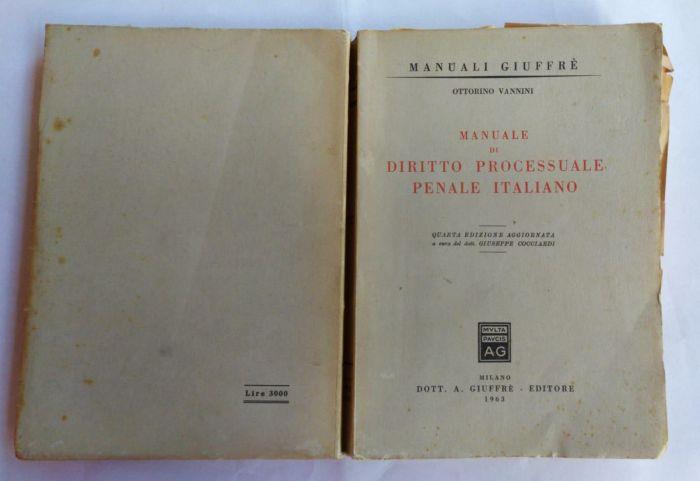 Lire 3000
MANUALI GIUFFRÈ
OTTORINO VANNINI
MANUALE
DI
DIRITTO PROCESSUALE
PENALE ITALIANO
QUARTA EDIZIONE AGGIORNATA
a cura del dott. GIUSEPPE COCCIARDI
MVLTA
PAVCIS
AG
MILANO
DOTT. A. GIUFFRÈ - EDITORE
1963